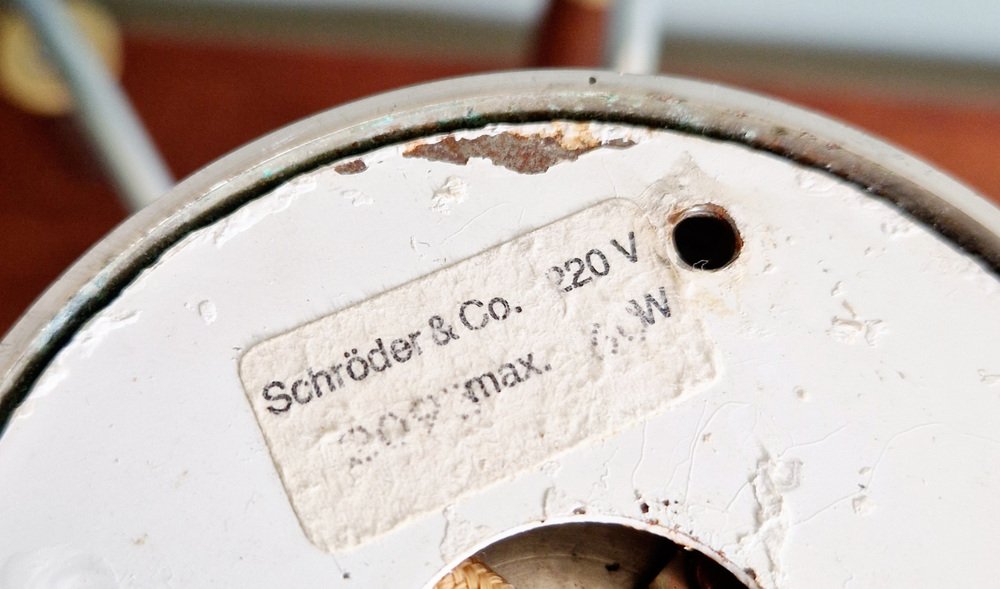 Schröder & Co. 220 V
max. W